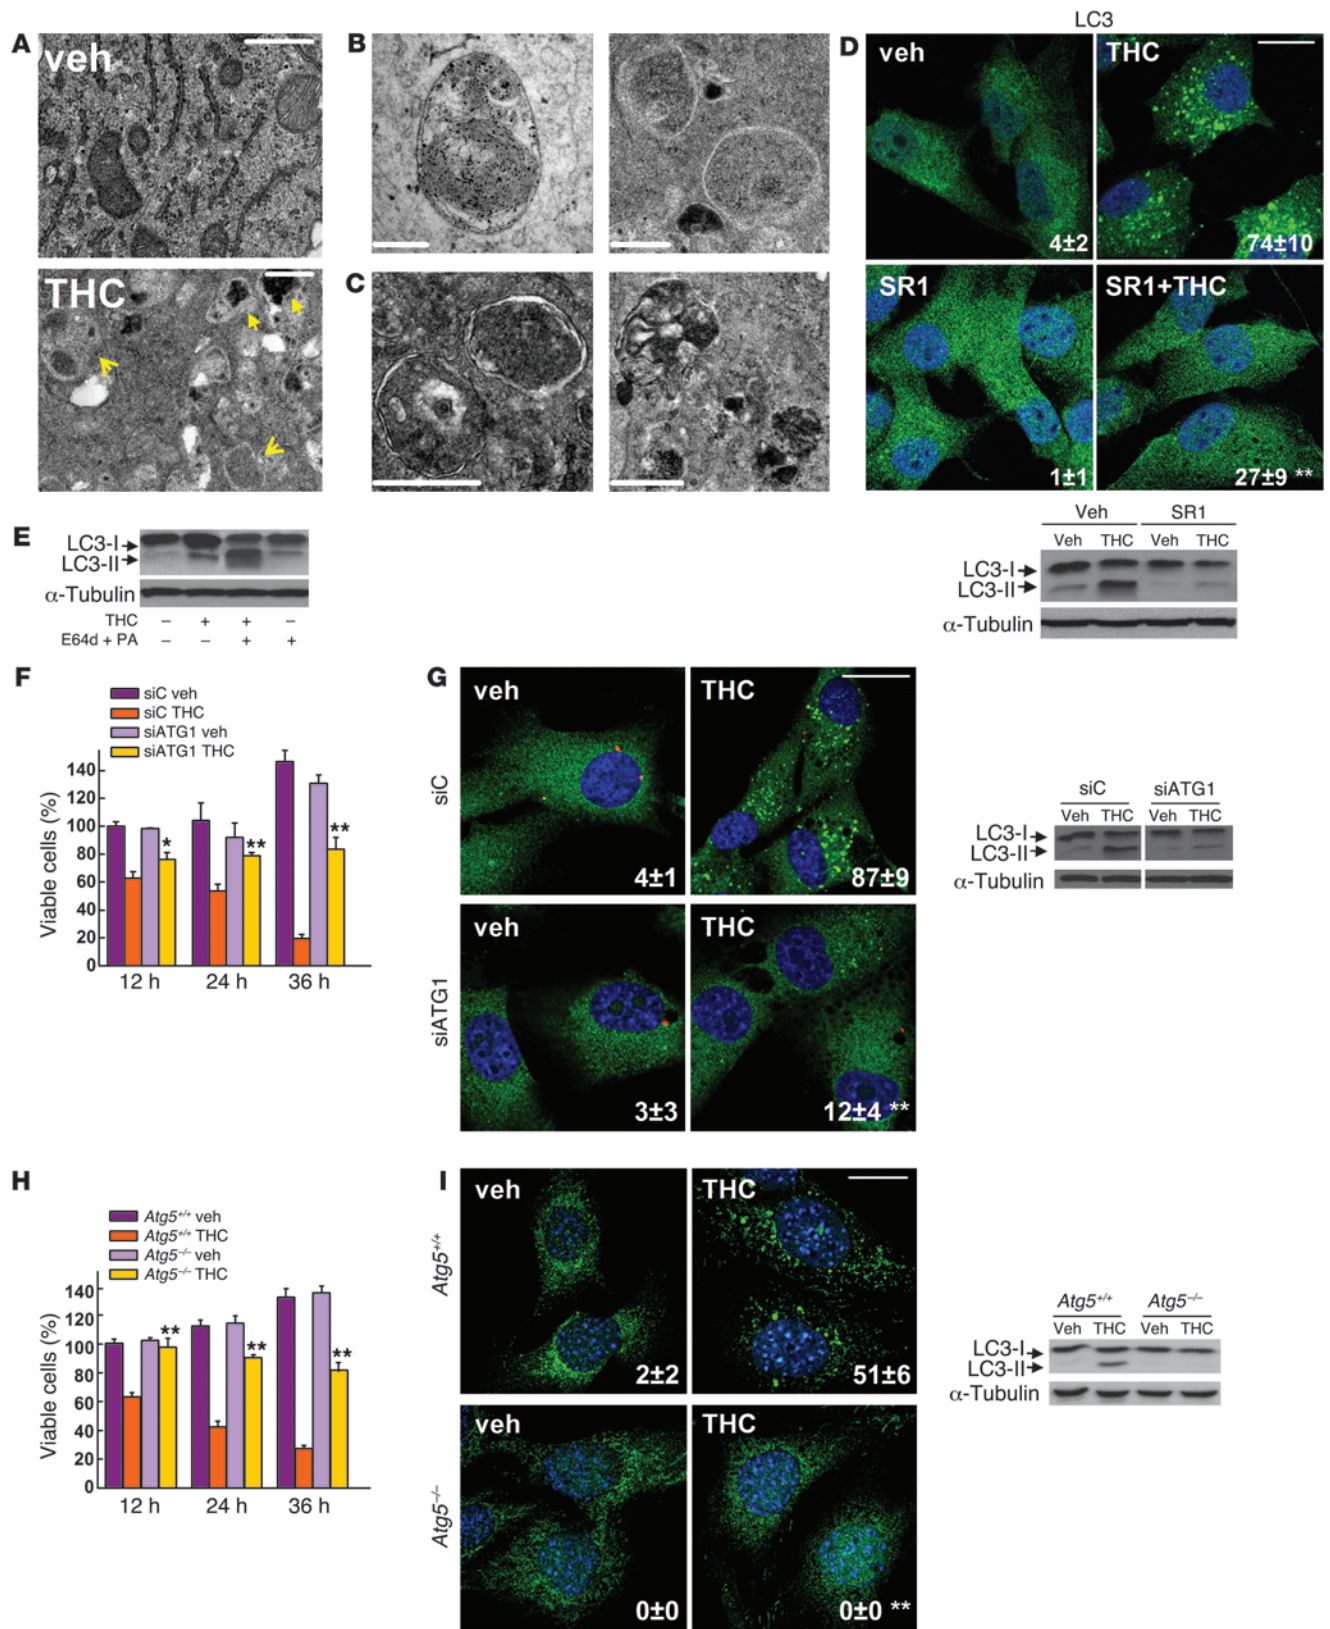 A
veh
THC
B
C
LC3
D
veh
THC
4±2
74±10
SR1
SR1+THC
1±1
27±9 **
E
LC3-I
LC3-II
α-Tubulin
THC – + + –
E64d + PA – – + +
Veh SR1
Veh THC Veh THC
LC3-I
LC3-II
α-Tubulin
F
siC veh
siC THC
siATG1 veh
siATG1 THC
Viable cells (%)
140
120
100
80
60
40
20
0
* ** **
12 h 24 h 36 h
G
siC
veh
THC
4±1
87±9
siATG1
veh
THC
3±3
12±4 **
siC siATG1
Veh THC Veh THC
LC3-I
LC3-II
α-Tubulin
H
Atg5+/+ veh
Atg5+/+ THC
Atg5–/– veh
Atg5–/– THC
Viable cells (%)
140
120
100
80
60
40
20
0
** ** **
12 h 24 h 36 h
I
Atg5+/+
veh
THC
2±2
51±6
Atg5–/–
veh
THC
0±0
0±0 **
Atg5+/+ Atg5–/–
Veh THC Veh THC
LC3-I
LC3-II
α-Tubulin